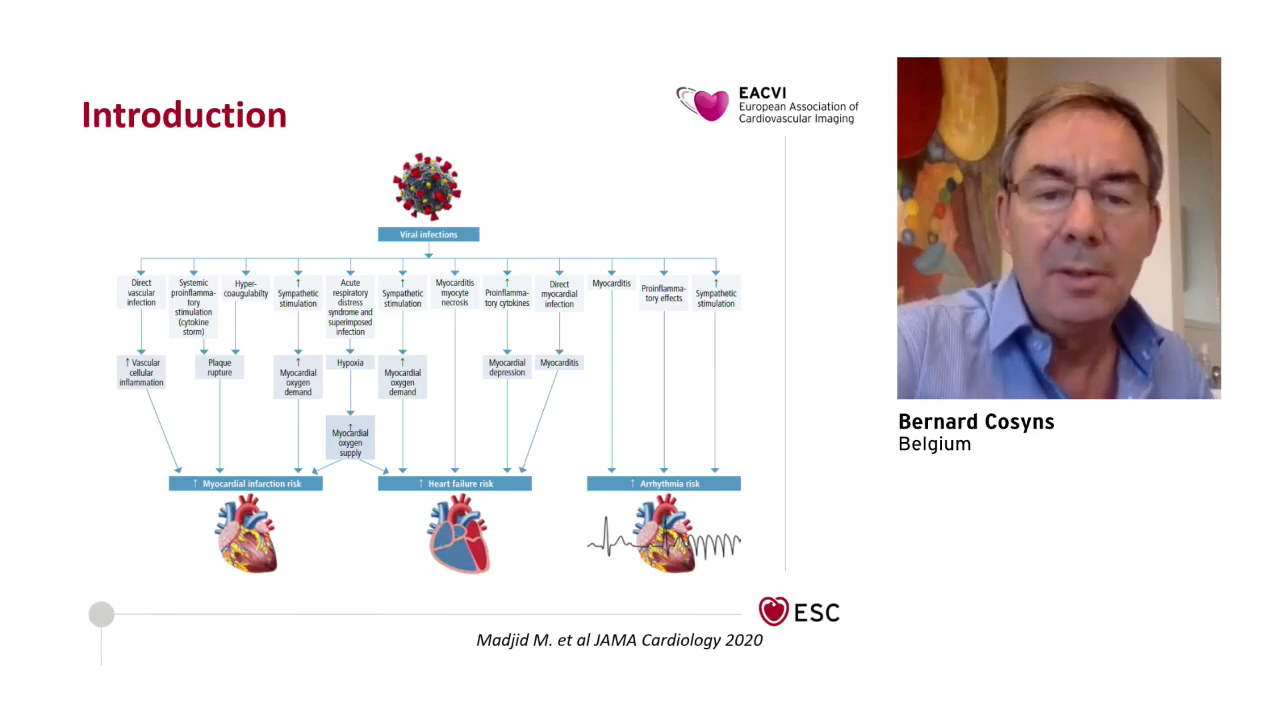 Introduction
EACVI
European Association of
Cardiovascular Imaging
Viral infections
Direct
vascular
infection
Systemic
proinflamma-
tory
stimulation
(cytokine
storm)
Hyper-
coaugulabilty
↑
Sympathetic
stimulation
Acute
respiratory
distress
syndrome and
superimposed
infection
↑
Sympathetic
stimulation
Myocarditis
myocyte
necrosis
↑
Proinflamma-
tory cytokines
Direct
myocardial
infection
Myocarditis
Proinflamma-
tory effects
↑
Sympathetic
stimulation
↑ Vascular
cellular
inflammation
Plaque
rupture
↑
Myocardial
oxygen
demand
Hypoxia
↑
Myocardial
oxygen
demand
Myocardial
depression
Myocarditis
↑
Myocardial
oxygen
supply
↑ Myocardial infarction risk
↑ Heart failure risk
↑ Arrhythmia risk
ESC
Madjid M. et al JAMA Cardiology 2020
Bernard Cosyns
Belgium